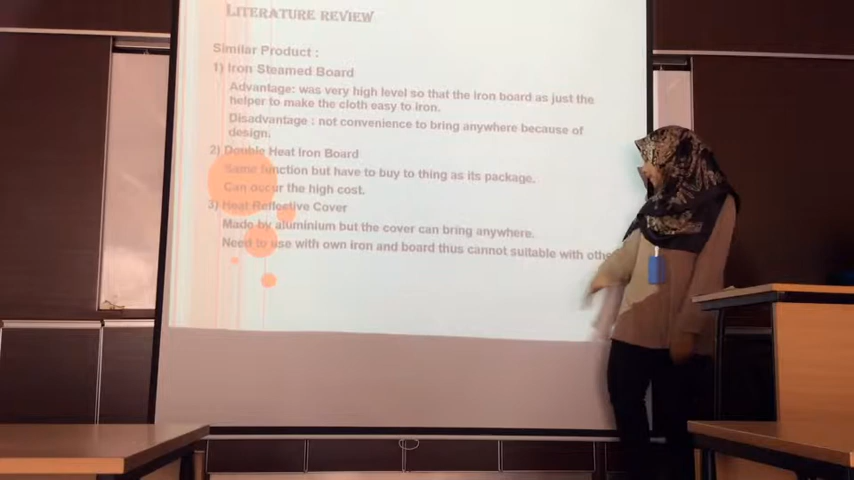 LITERATURE REVIEW
Similar Product :
1) Iron Steamed Board
Advantage: was very high level so that the iron board as just the
helper to make the cloth easy to iron.
Disadvantage : not convenience to bring anywhere because of
design.
2) Double Heat Iron Board
Same function but have to buy to thing as its package.
Can occur the high cost.
3) Heat Reflective Cover
Made by aluminium but the cover can bring anywhere.
Need to use with own iron and board thus cannot suitable with